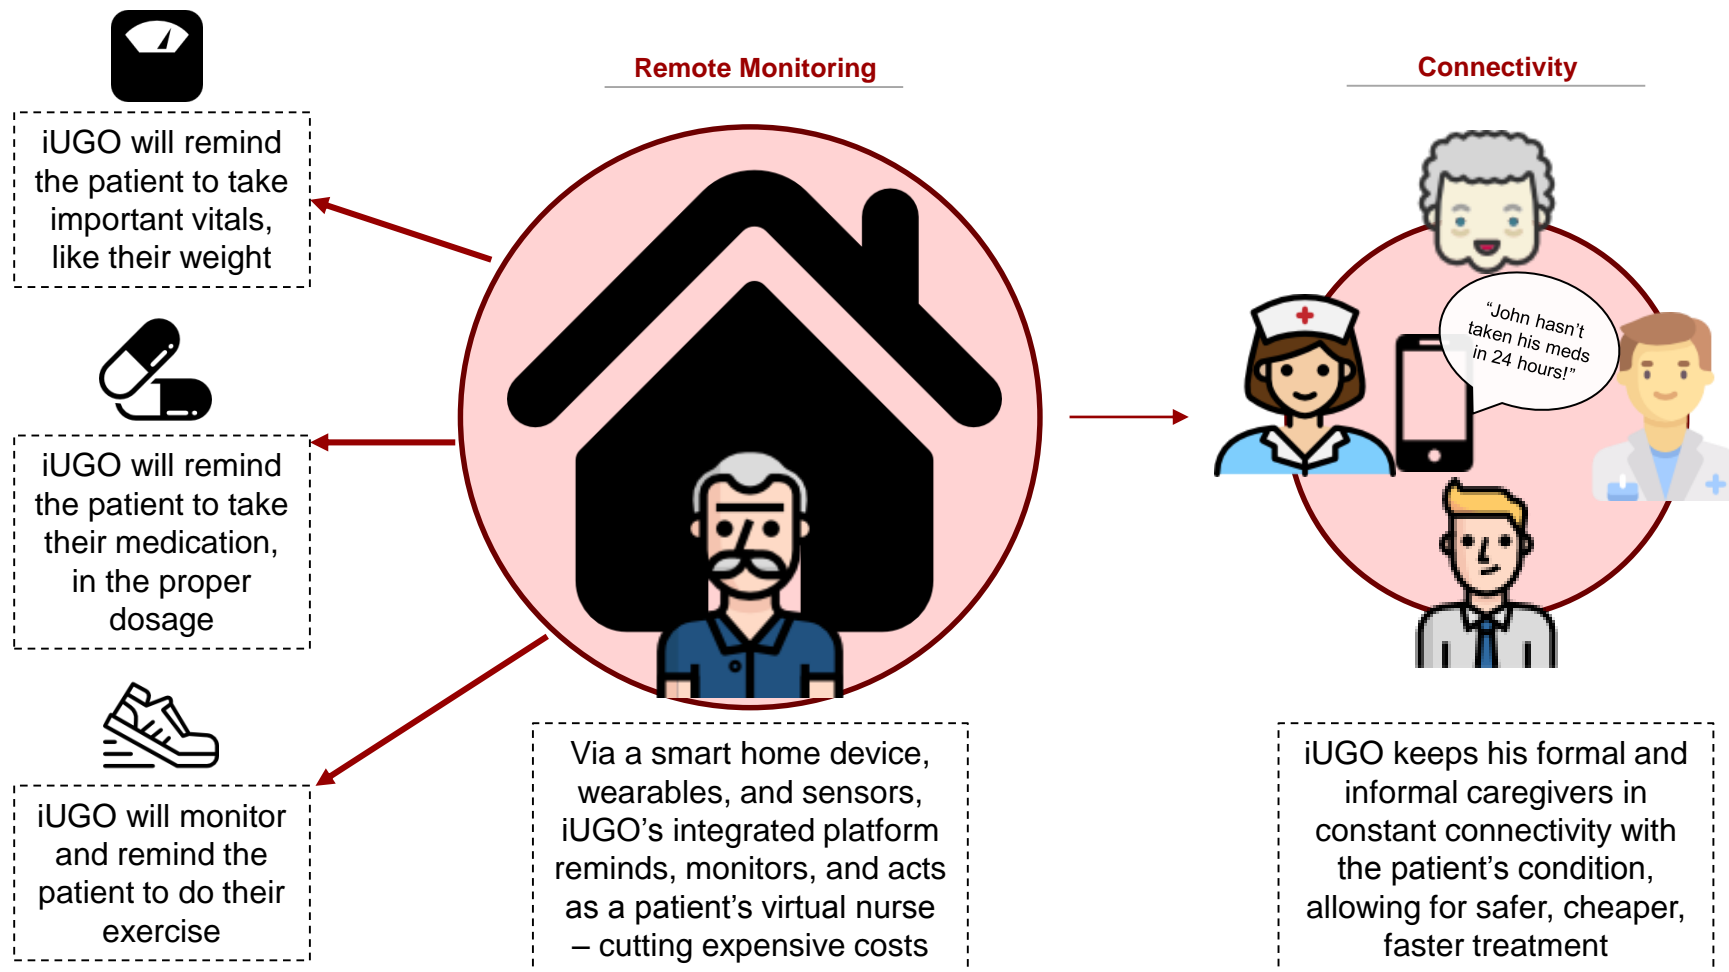 Remote Monitoring
Connectivity
iUGO will remind
the patient to take
important vitals,
like their weight
iUGO will remind
the patient to take
their medication,
in the proper
dosage
iUGO will monitor
and remind the
patient to do their
exercise
Via a smart home device,
wearables, and sensors,
iUGO’s integrated platform
reminds, monitors, and acts
as a patient’s virtual nurse
– cutting expensive costs
“John hasn’t
taken his meds
in 24 hours!”
iUGO keeps his formal and
informal caregivers in
constant connectivity with
the patient’s condition,
allowing for safer, cheaper,
faster treatment